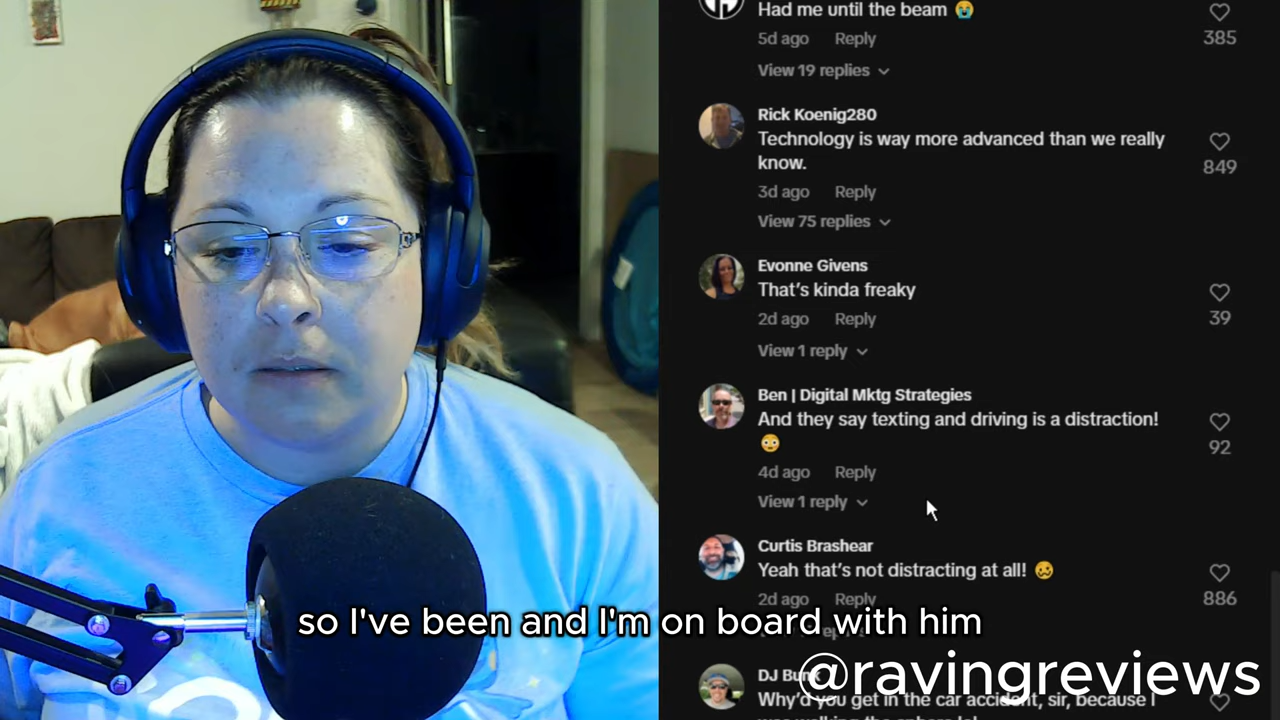 Had me until the beam 😭
385
5d ago Reply
View 19 replies
Rick Koenig280
Technology is way more advanced than we really
know.
849
3d ago Reply
View 75 replies
Evonne Givens
That's kinda freaky
39
2d ago Reply
View 1 reply
Ben | Digital Mktg Strategies
And they say texting and driving is a distraction!
😳
92
4d ago Reply
View 1 reply
Curtis Brashear
Yeah that's not distracting at all! 🥴
886
2d ago Reply
so I've been and I'm on board with him
@ravingreviews
DJ
Why'd you get in the car accident, sir, because I